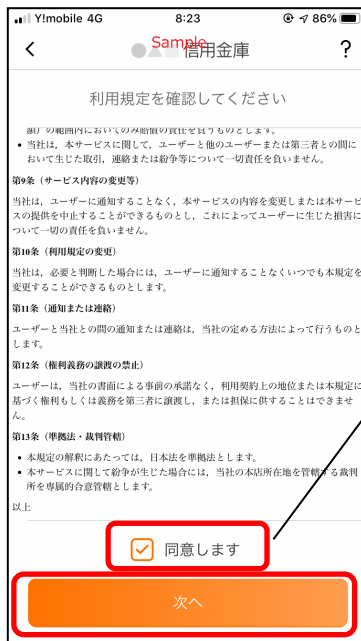 Y!mobile 4G 8:23 86%
Sample
●▲■信用金庫 ?
利用規定を確認してください
額）の範囲内においてのみ賠償の責任を負うものとします。
• 当社は，本サービスに関して，ユーザーと他のユーザーまたは第三者との間に
おいて生じた取引，連絡または紛争等について一切責任を負いません。
第9条（サービス内容の変更等）
当社は，ユーザーに通知することなく，本サービスの内容を変更しまたは本サービ
スの提供を中止することができるものとし，これによってユーザーに生じた損害に
ついて一切の責任を負いません。
第10条（利用規定の変更）
当社は，必要と判断した場合には，ユーザーに通知することなくいつでも本規定を
変更することができるものとします。
第11条（通知または連絡）
ユーザーと当社との間の通知または連絡は，当社の定める方法によって行うものと
します。
第12条（権利義務の譲渡の禁止）
ユーザーは，当社の書面による事前の承諾なく，利用契約上の地位または本規定に
基づく権利もしくは義務を第三者に譲渡し，または担保に供することはできませ
ん。
第13条（準拠法・裁判管轄）
• 本規定の解釈にあたっては，日本法を準拠法とします。
• 本サービスに関して紛争が生じた場合には，当社の本店所在地を管轄する裁判
所を専属的合意管轄とします。
以上
同意します
次へ